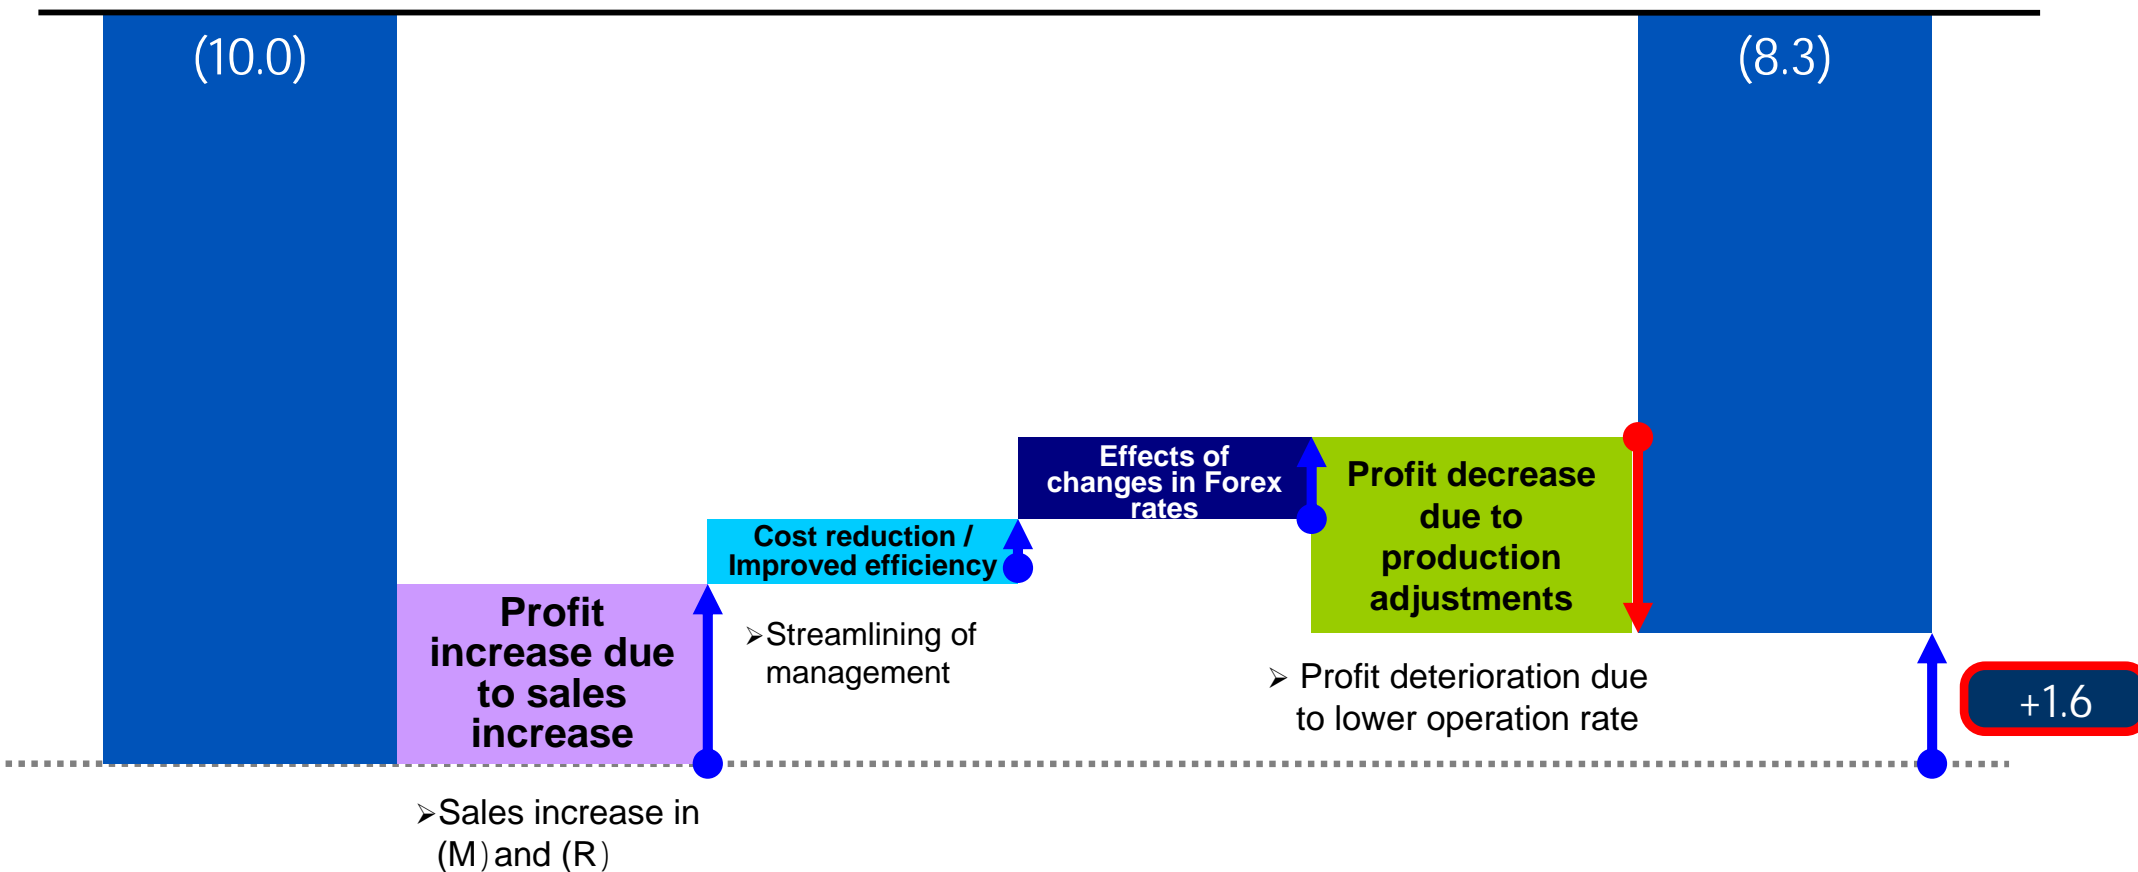 (10.0)
(8.3)
Effects of
changes in Forex
rates
Profit decrease
due to
production
adjustments
Cost reduction /
Improved efficiency
Profit
increase due
to sales
increase
➢Streamlining of
management
➢ Profit deterioration due
to lower operation rate
+1.6
➢Sales increase in
(M) and (R)